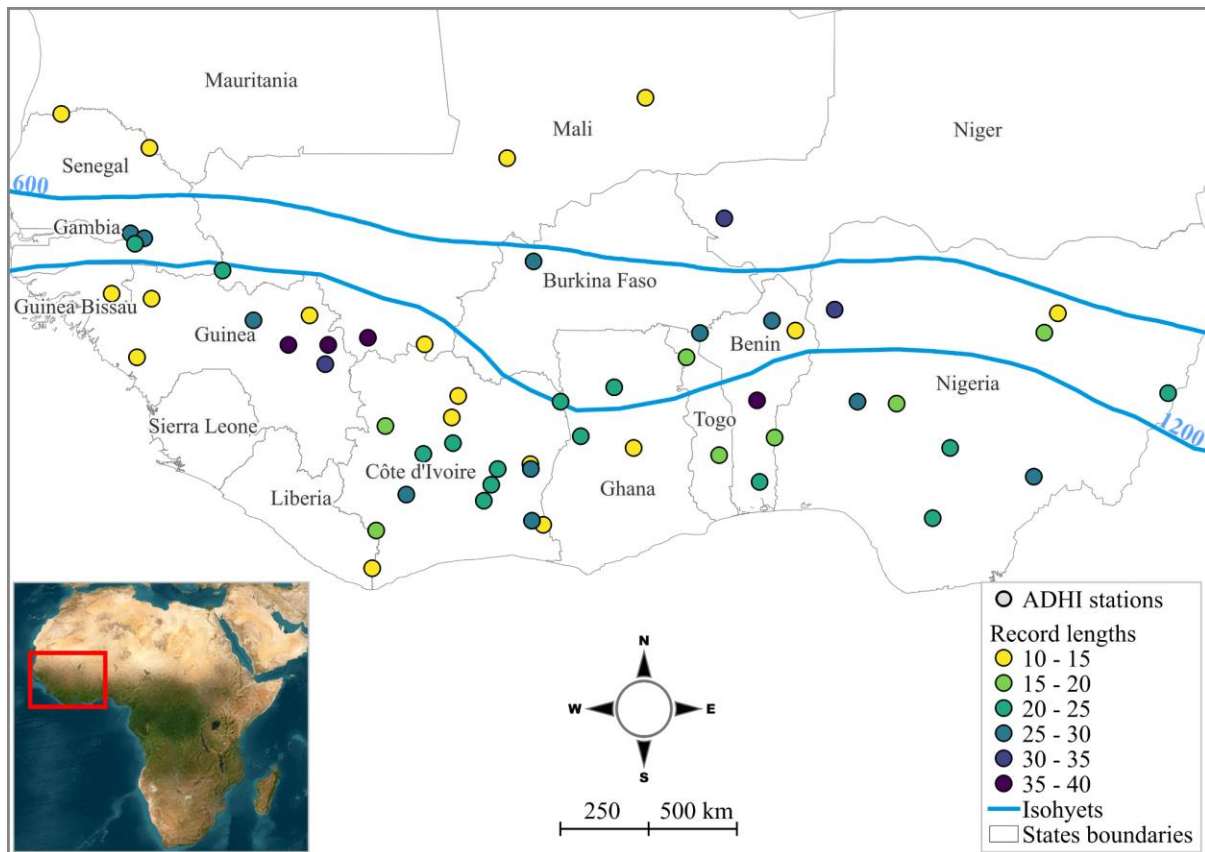 Mauritania
Mali
Niger
Senegal
600
Gambia
Burkina Faso
Guinea Bissau
Guinea
Benin
Nigeria
Togo
Sierra Leone
1200
Côte d'Ivoire
Ghana
Liberia
ADHI stations
Record lengths
10 - 15
15 - 20
20 - 25
25 - 30
30 - 35
35 - 40
Isohyets
States boundaries
N
W E
S
250 500 km